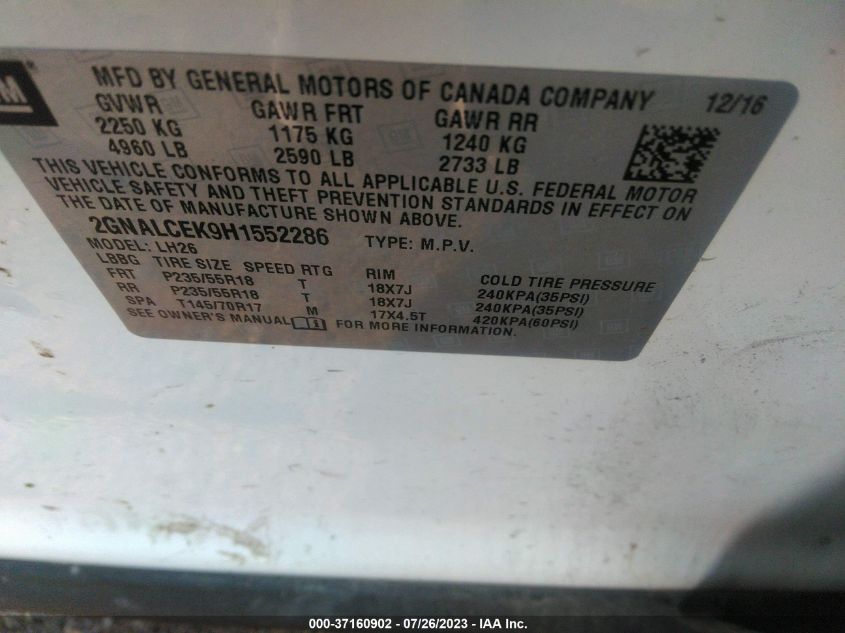 GM
MFD BY GENERAL MOTORS OF CANADA COMPANY 12/16
GVWR GAWR FRT GAWR RR
2250 KG 1175 KG 1240 KG
4960 LB 2590 LB 2733 LB
THIS VEHICLE CONFORMS TO ALL APPLICABLE U.S. FEDERAL MOTOR
VEHICLE SAFETY AND THEFT PREVENTION STANDARDS IN EFFECT ON
THE DATE OF MANUFACTURE SHOWN ABOVE.
2GNALCEK9H1552286 TYPE: M.P.V.
MODEL: LH26
LBBG TIRE SIZE SPEED RTG RIM COLD TIRE PRESSURE
FRT P235/55R18 T 18X7J 240KPA(35PSI)
RR P235/55R18 T 18X7J 240KPA(35PSI)
SPA T145/70R17 M 17X4.5T 420KPA(60PSI)
SEE OWNER'S MANUAL FOR MORE INFORMATION.
000-37160902 / 07/26/2023 - IAA Inc.